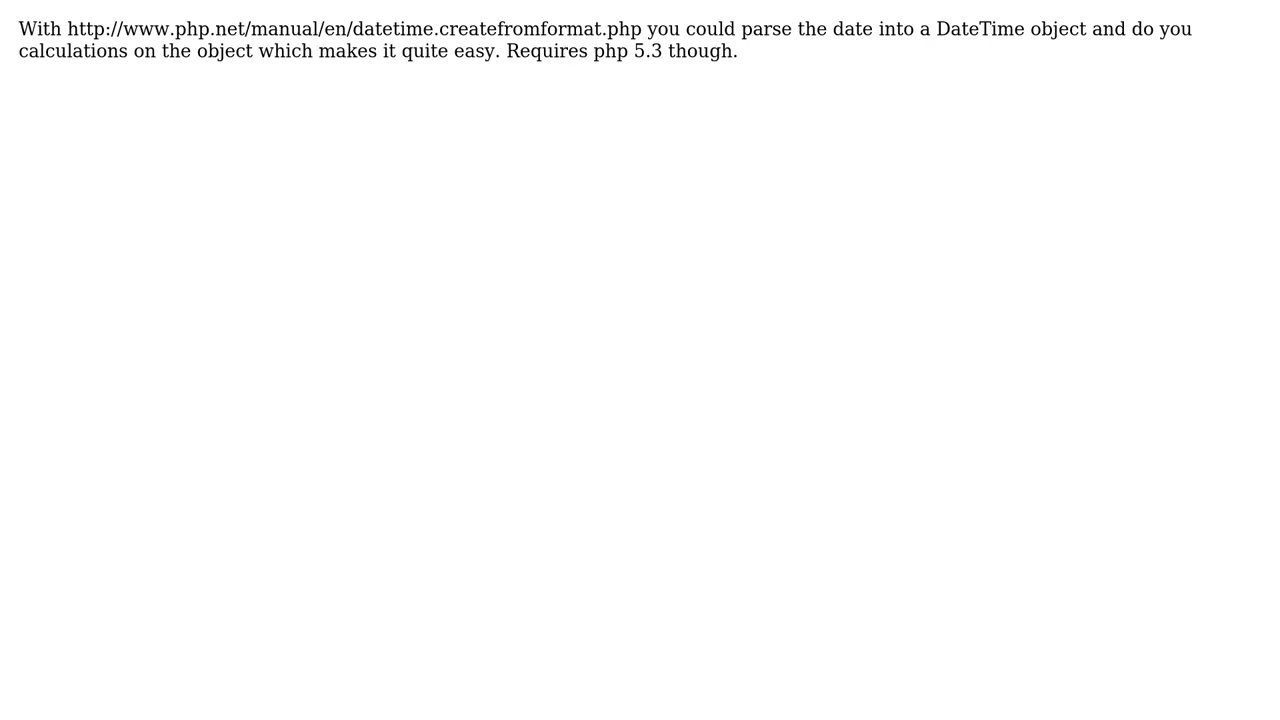 With http://www.php.net/manual/en/datetime.createfromformat.php you could parse the date into a DateTime object and do you
calculations on the object which makes it quite easy. Requires php 5.3 though.